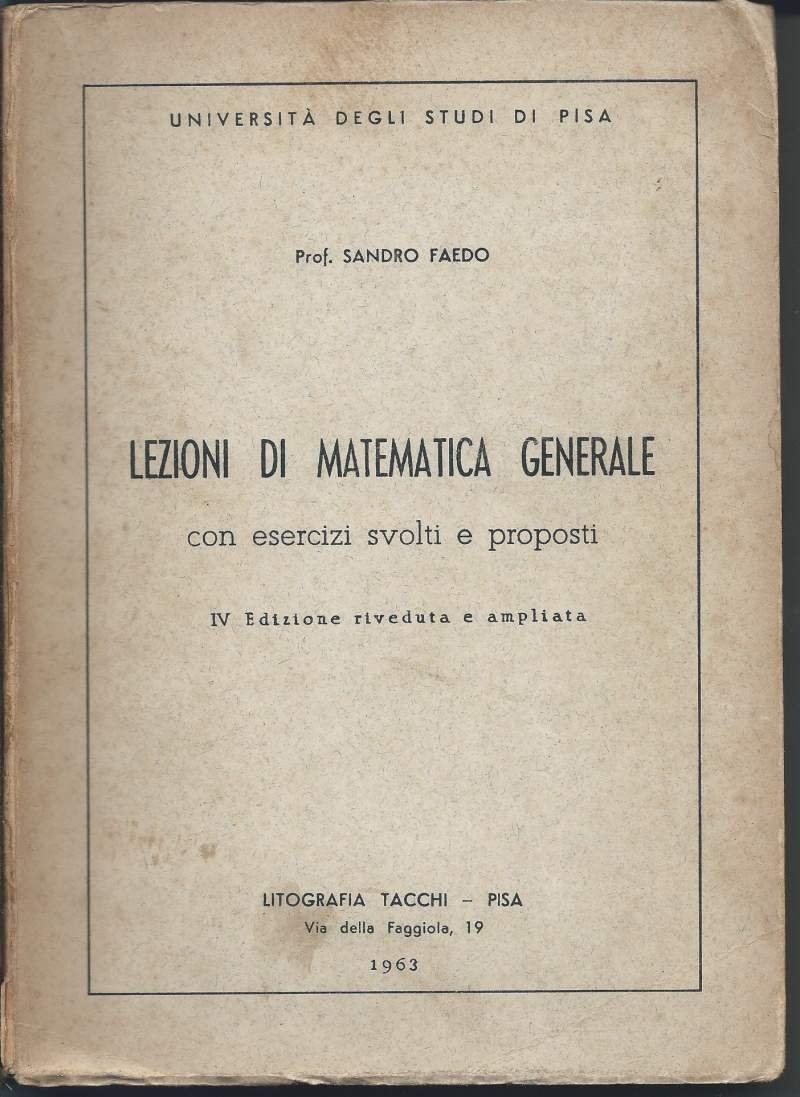 UNIVERSITÀ DEGLI STUDI DI PISA
Prof. SANDRO FAEDO
LEZIONI DI MATEMATICA GENERALE
con esercizi svolti e proposti
IV Edizione riveduta e ampliata
LITOGRAFIA TACCHI – PISA
Via della Faggiola, 19
1963